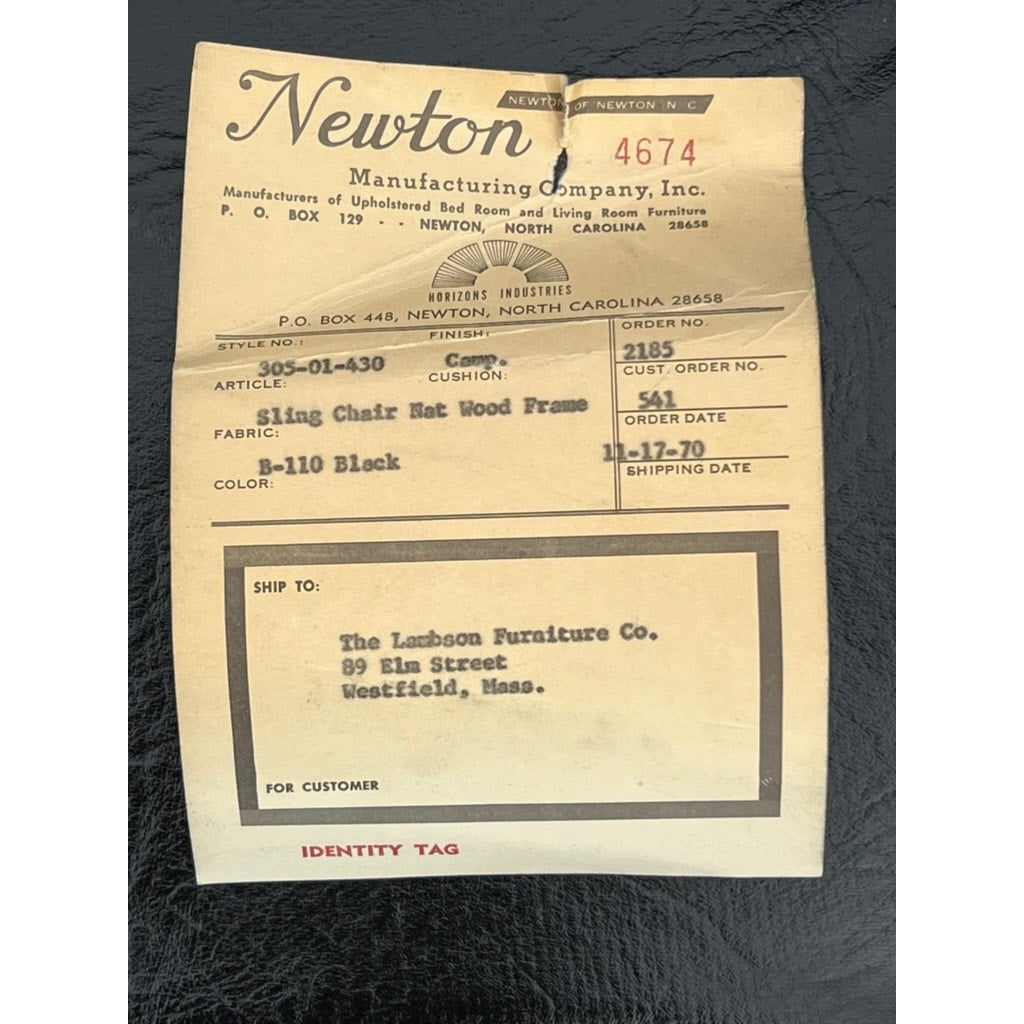 Newton
NEWTON OF NEWTON N C
4674
Manufacturing Company, Inc.
Manufacturers of Upholstered Bed Room and Living Room Furniture
P. O. BOX 129 - - NEWTON, NORTH CAROLINA 28658
HORIZONS INDUSTRIES
P.O. BOX 448, NEWTON, NORTH CAROLINA 28658
STYLE NO.: FINISH: ORDER NO.
305-01-430 Comp. 2185
ARTICLE: CUSHION: CUST. ORDER NO.
Sling Chair Nat Wood Frame 541
FABRIC: ORDER DATE
B-110 Black 11-17-70
COLOR: SHIPPING DATE
SHIP TO:
The Lambson Furniture Co.
89 Elm Street
Westfield, Mass.
FOR CUSTOMER
IDENTITY TAG